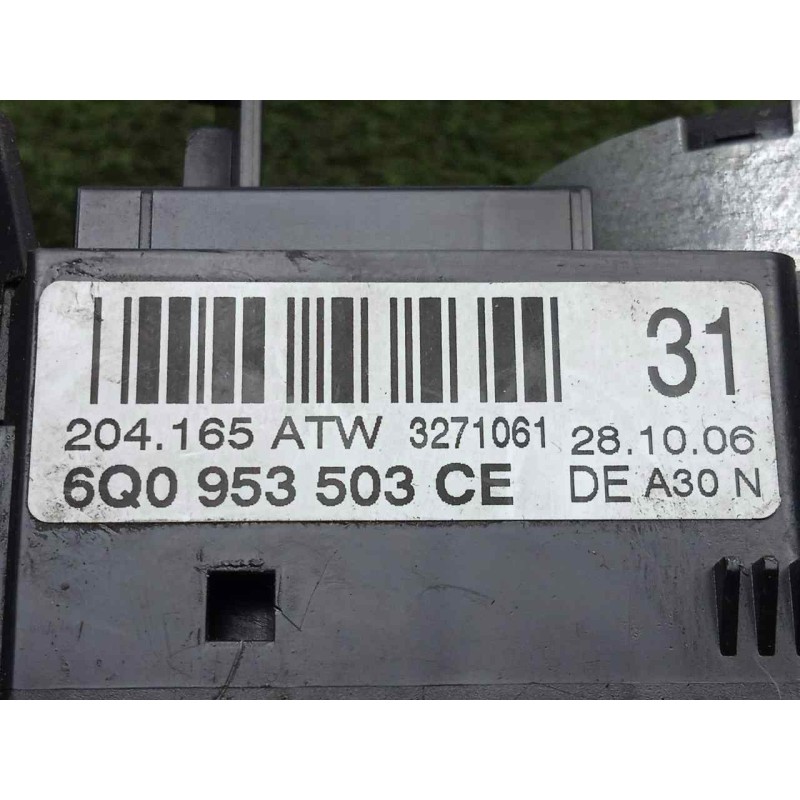 31
204.165 ATW 3271061 28.10.06
6Q0 953 503 CE DE A30 N